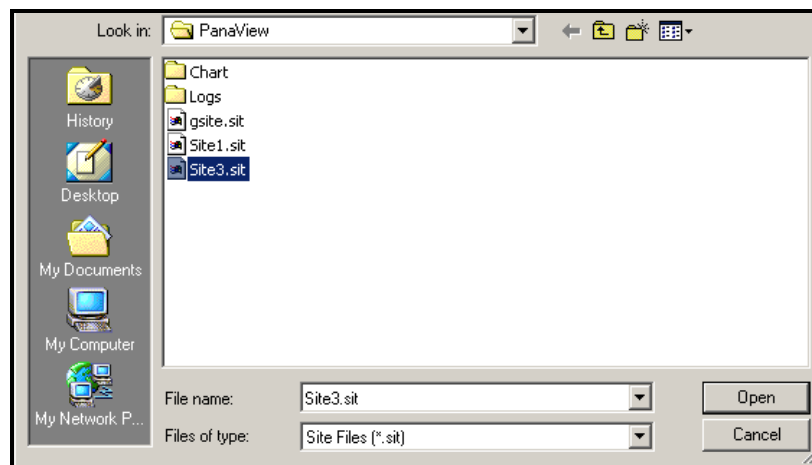 Look in: PanaView
Chart
Logs
gsite.sit
Site1.sit
Site3.sit
History
Desktop
My Documents
My Computer
My Network P...
File name: Site3.sit Open
Files of type: Site Files (*.sit) Cancel